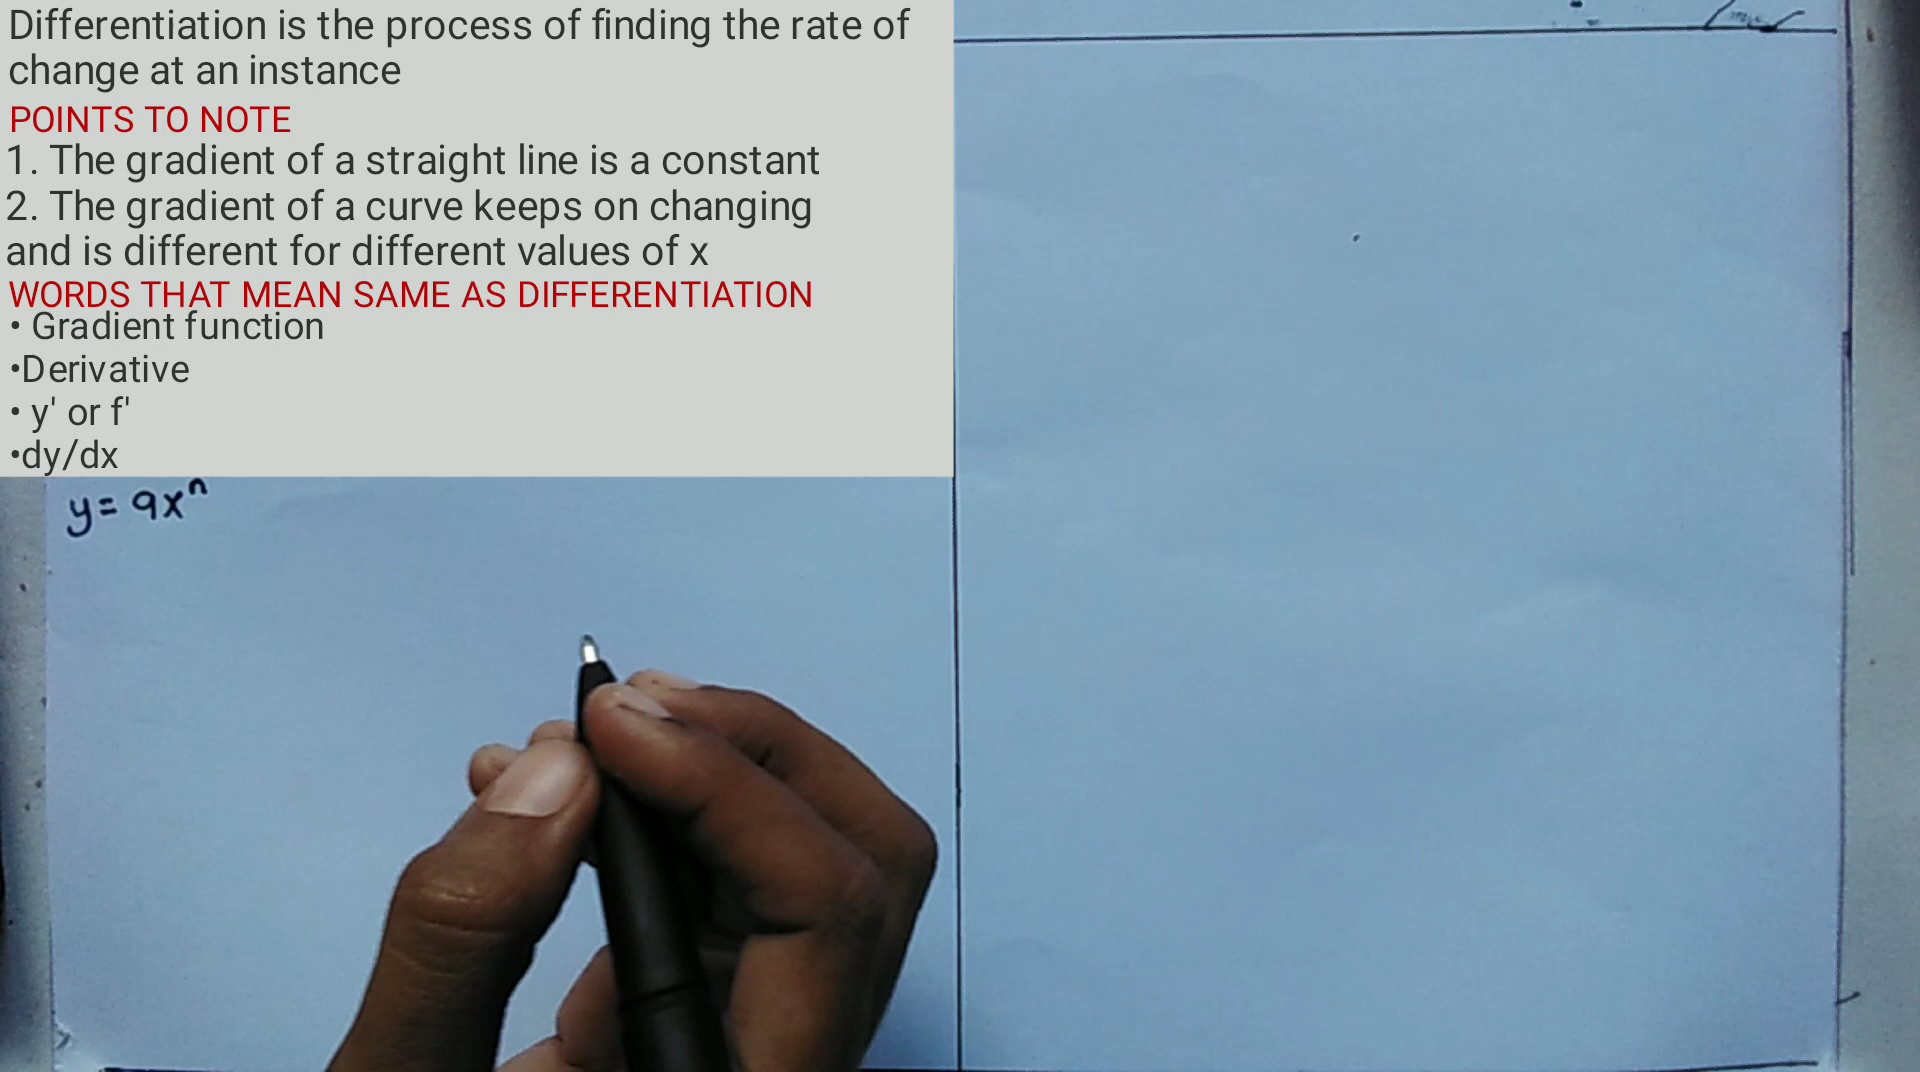 Differentiation is the process of finding the rate of
change at an instance
POINTS TO NOTE
1. The gradient of a straight line is a constant
2. The gradient of a curve keeps on changing
and is different for different values of x
WORDS THAT MEAN SAME AS DIFFERENTIATION
• Gradient function
•Derivative
• y' or f'
•dy/dx
y = axⁿ